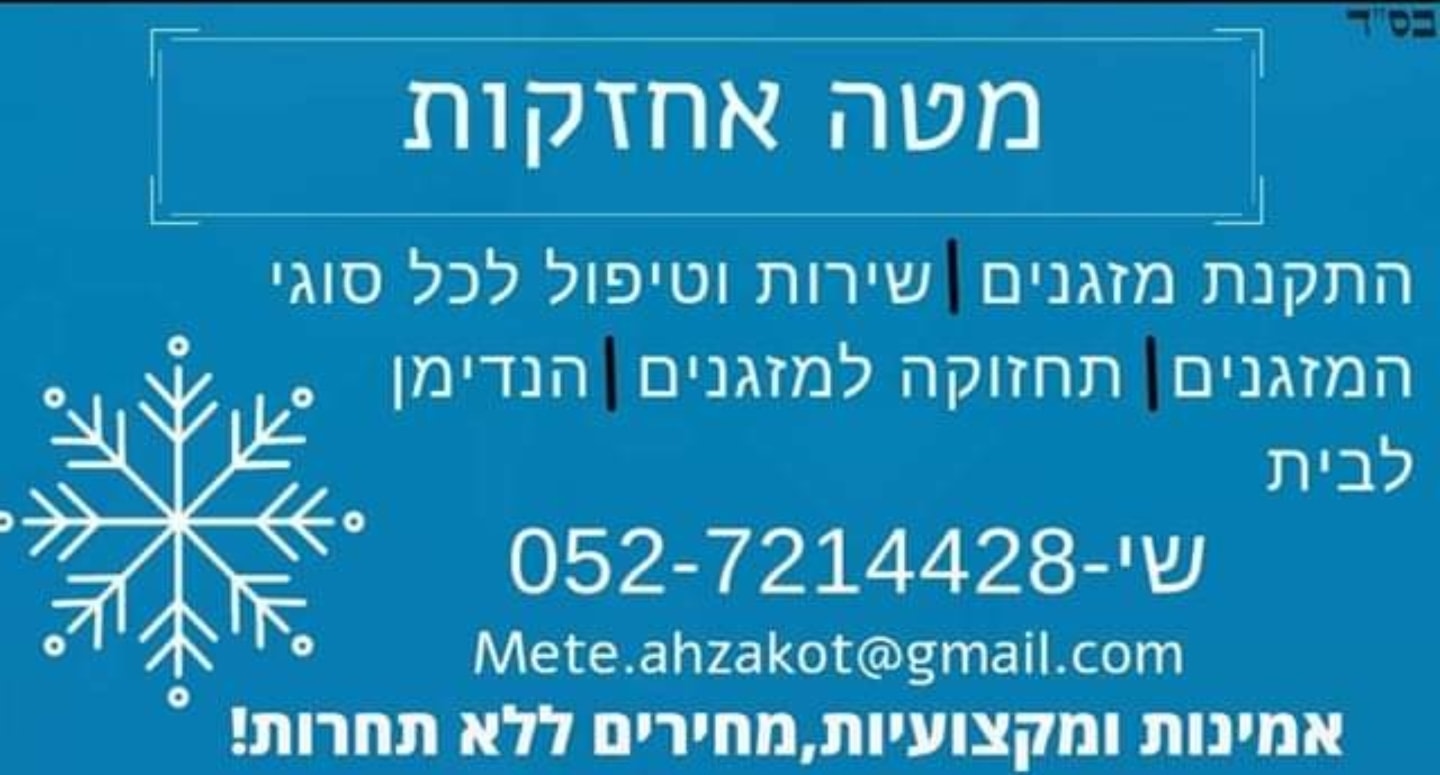 בס"ד
מטה אחזקות
התקנת מזגנים|שירות וטיפול לכל סוגי
המזגנים|תחזוקה למזגנים|הנדימן
לבית
שי-052-7214428
Mete.ahzakot@gmail.com
אמינות ומקצועיות,מחירים ללא תחרות!